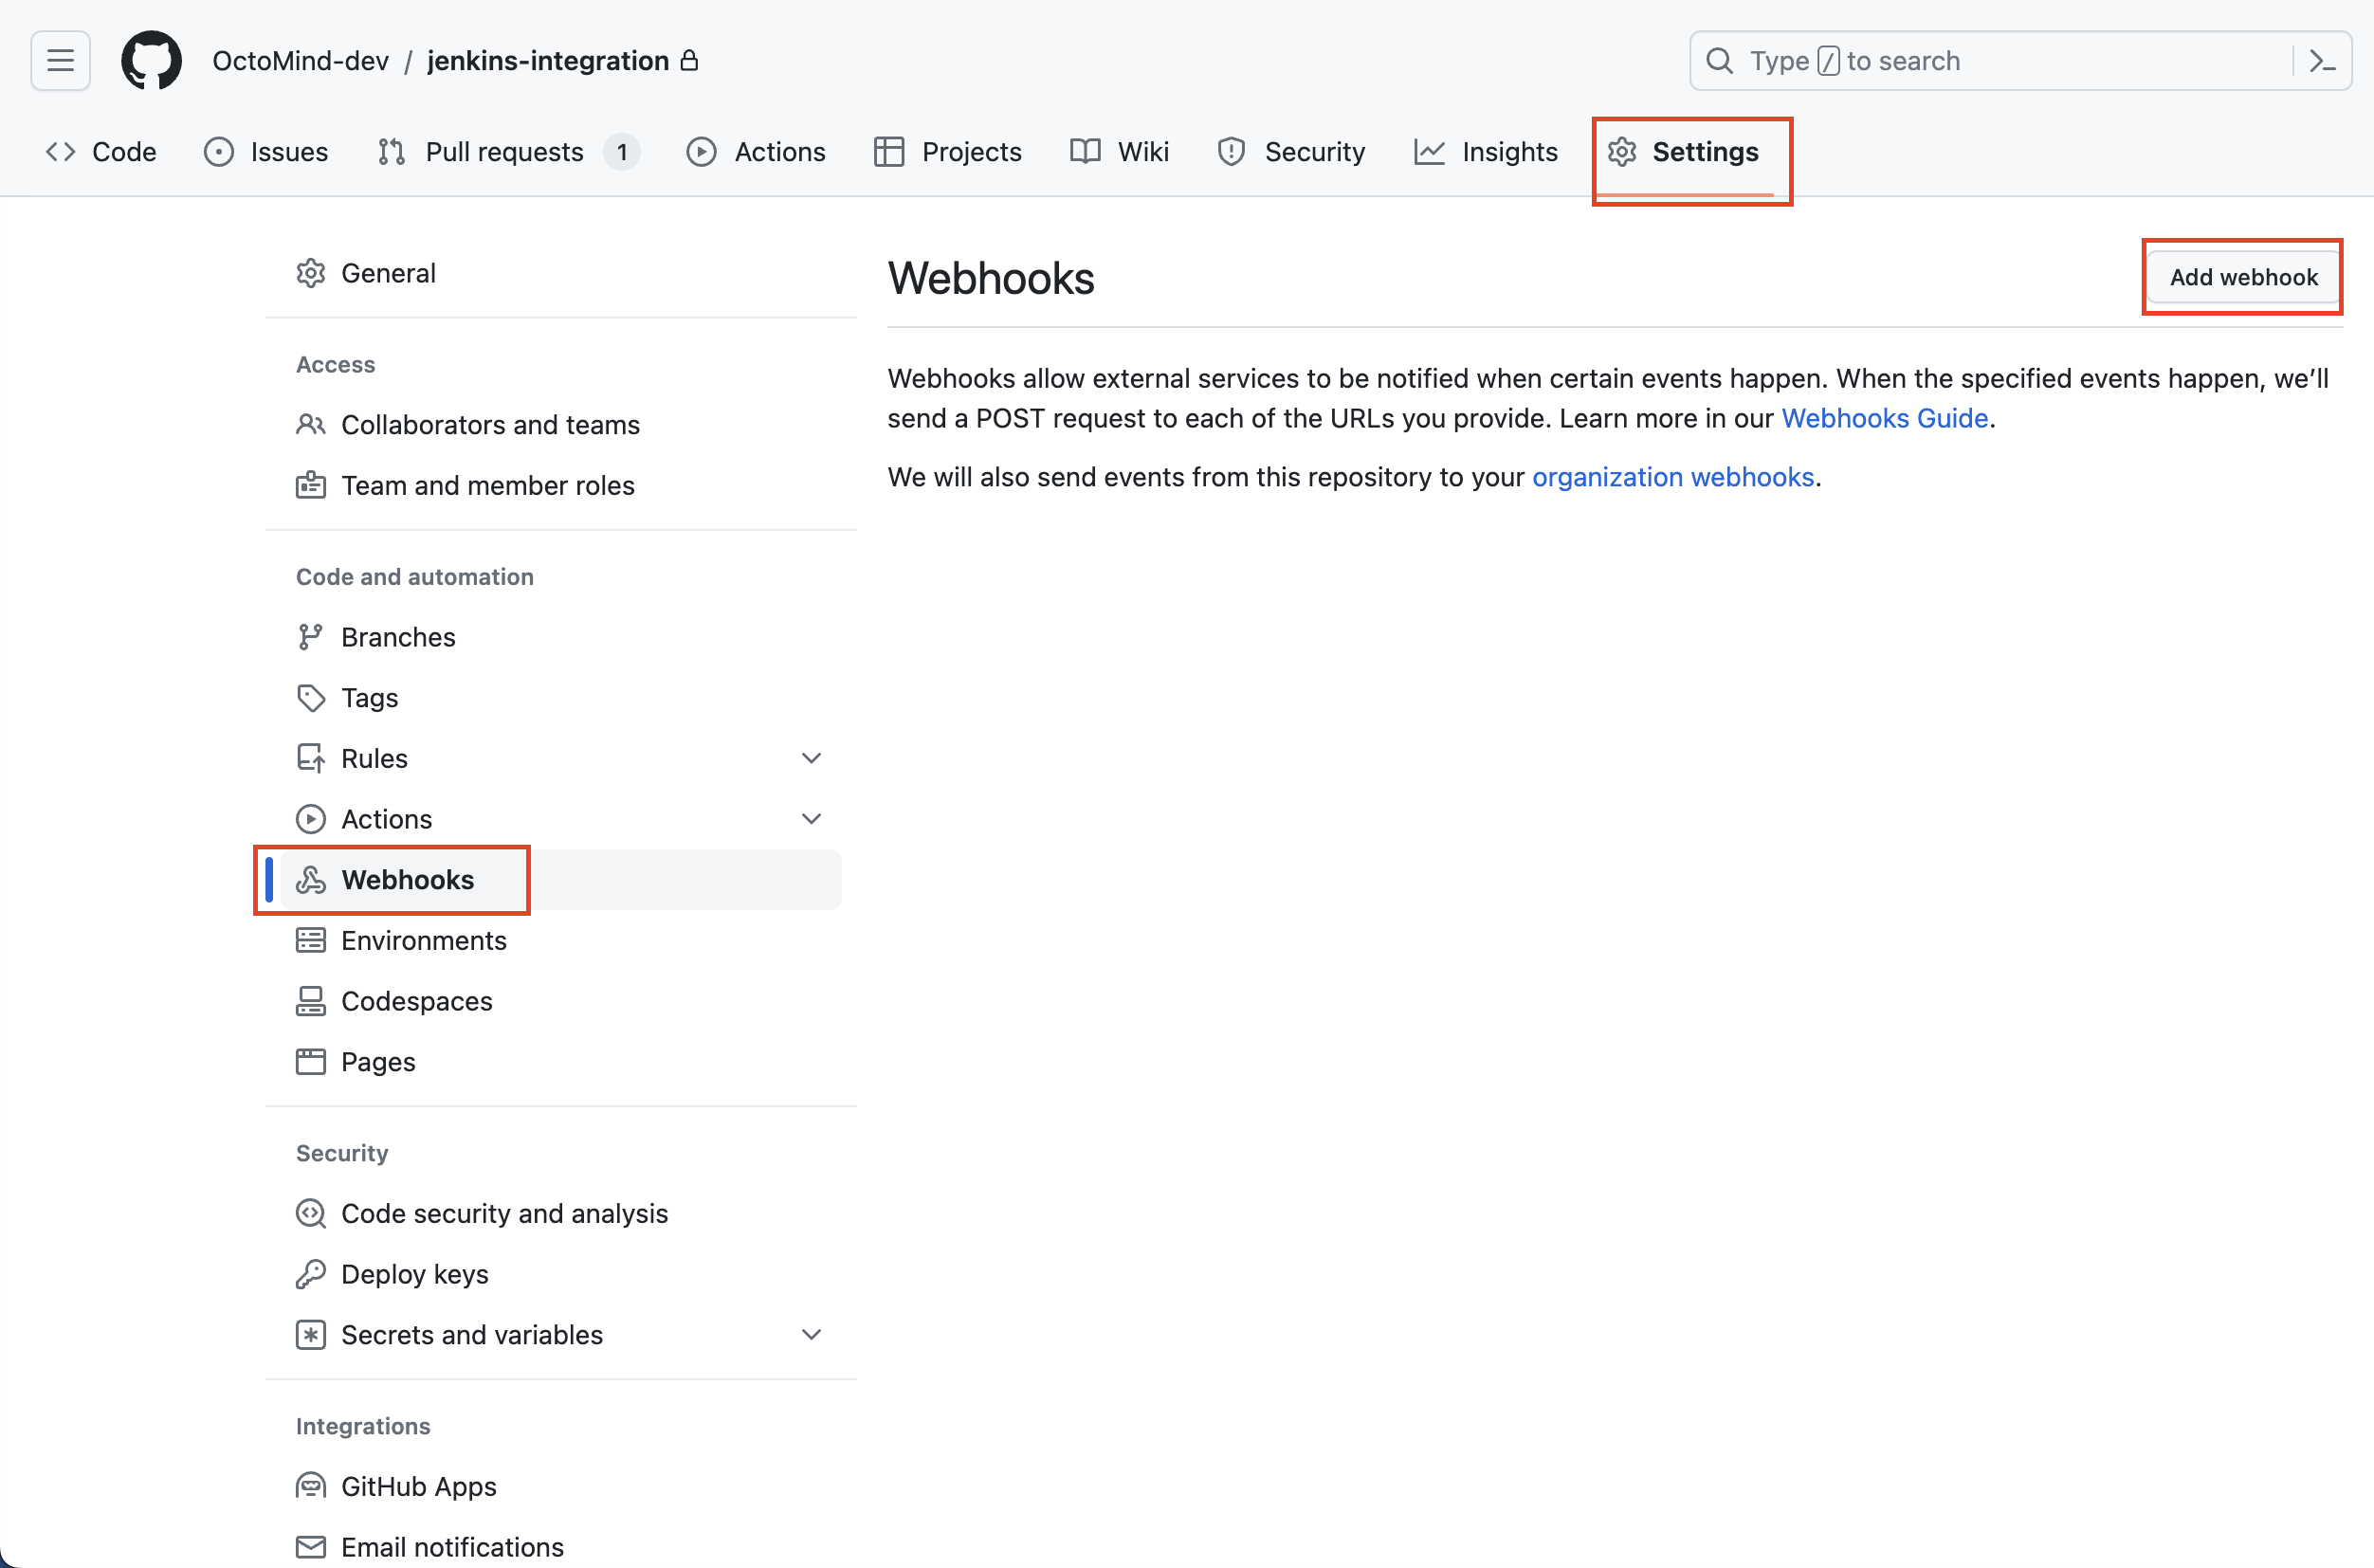 OctoMind-dev / jenkins-integration
Type / to search
Code Issues Pull requests 1 Actions Projects Wiki Security Insights Settings
General
Access
Collaborators and teams
Team and member roles
Code and automation
Branches
Tags
Rules
Actions
Webhooks
Environments
Codespaces
Pages
Security
Code security and analysis
Deploy keys
Secrets and variables
Integrations
GitHub Apps
Email notifications
Webhooks
Add webhook
Webhooks allow external services to be notified when certain events happen. When the specified events happen, we’ll
send a POST request to each of the URLs you provide. Learn more in our Webhooks Guide.
We will also send events from this repository to your organization webhooks.